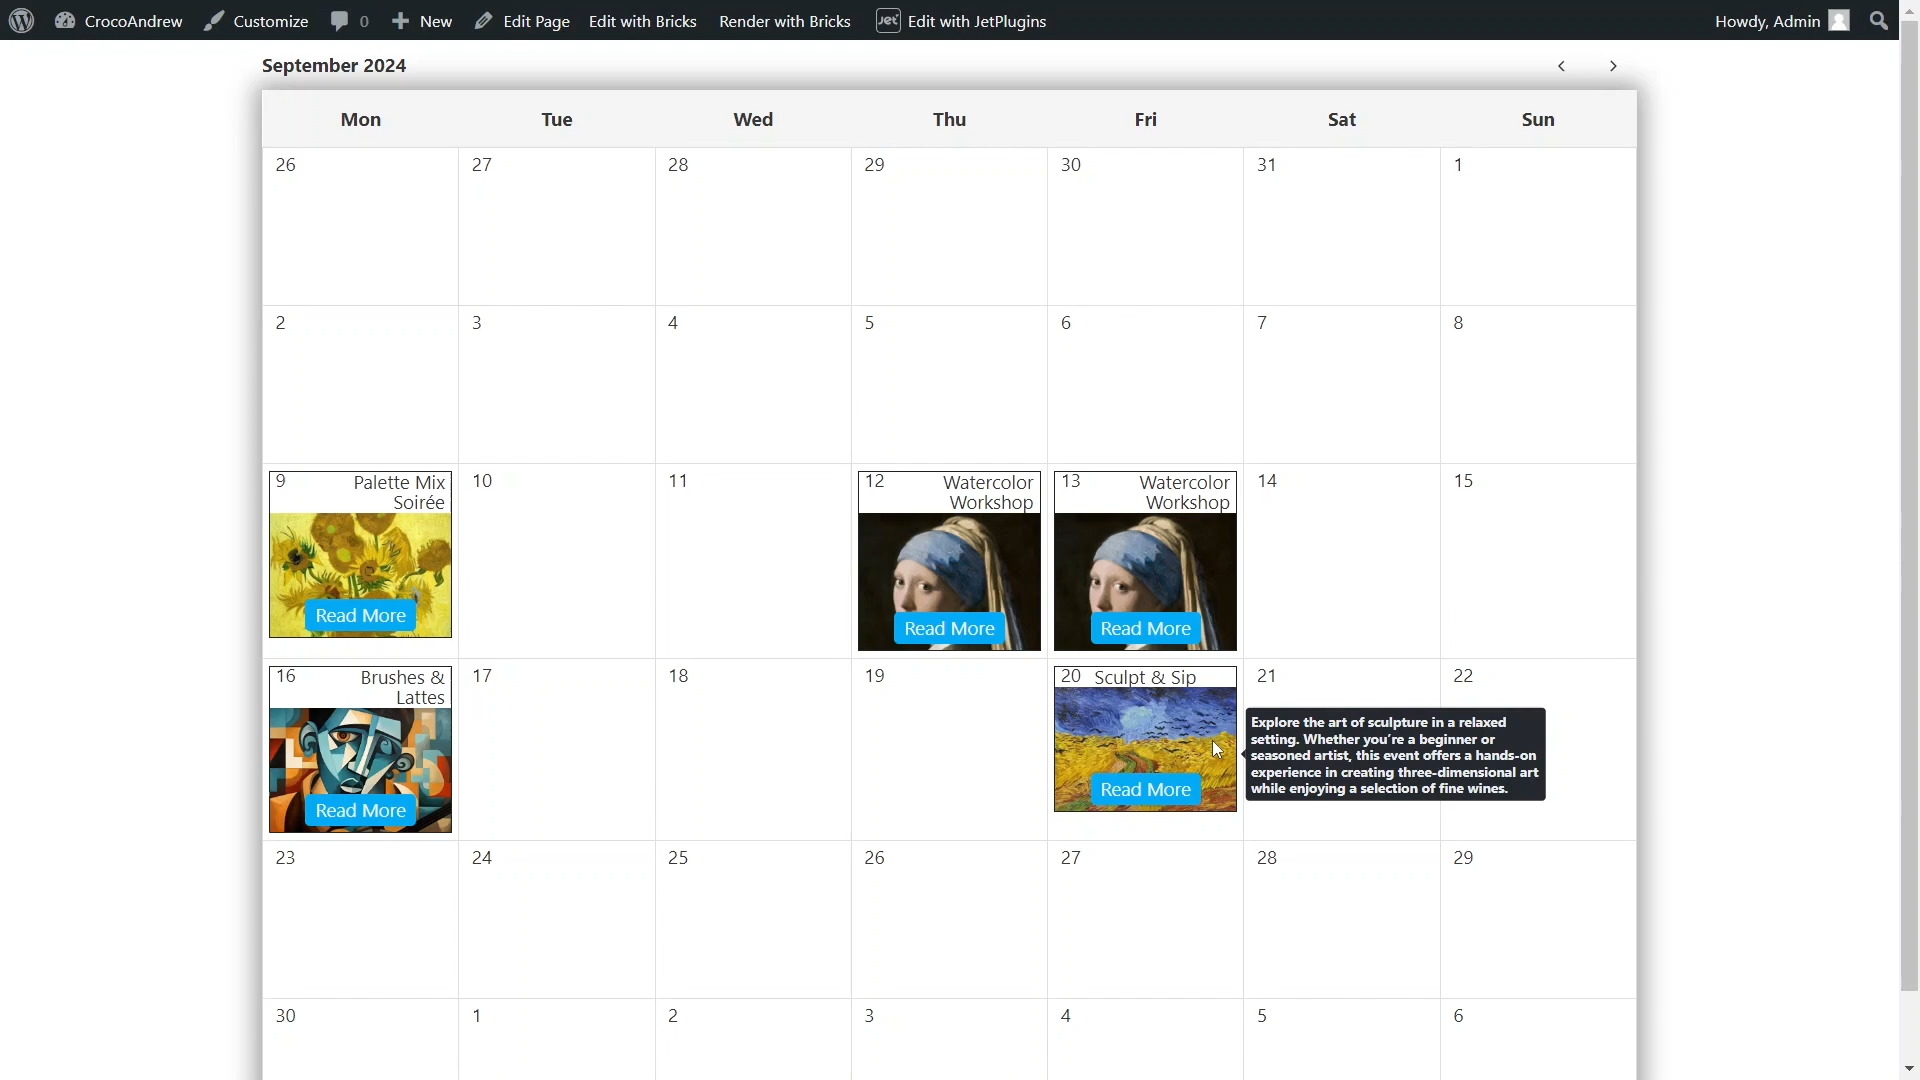 CrocoAndrew Customize 0 New Edit Page Edit with Bricks Render with Bricks Jet Edit with JetPlugins Howdy, Admin
September 2024
Mon Tue Wed Thu Fri Sat Sun
26 27 28 29 30 31 1
2 3 4 5 6 7 8
9 Palette Mix
Soirée
Read More
10 11
12 Watercolor
Workshop
Read More
13 Watercolor
Workshop
Read More
14 15
16 Brushes &
Lattes
Read More
17 18 19
20 Sculpt & Sip
Read More
21 22
Explore the art of sculpture in a relaxed
setting. Whether you're a beginner or
seasoned artist, this event offers a hands-on
experience in creating three-dimensional art
while enjoying a selection of fine wines.
23 24 25 26 27 28 29
30 1 2 3 4 5 6